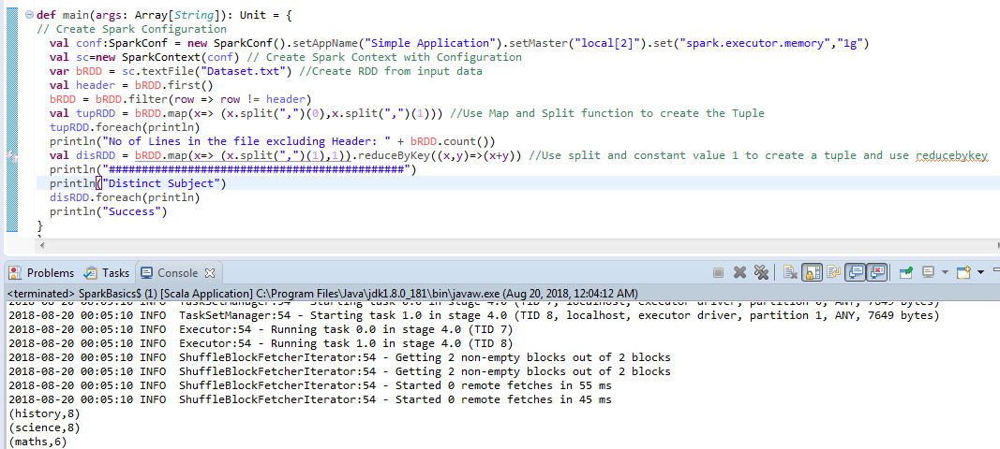 def main(args: Array[String]): Unit = {
// Create Spark Configuration
val conf:SparkConf = new SparkConf().setAppName("Simple Application").setMaster("local[2]").set("spark.executor.memory","1g")
val sc=new SparkContext(conf) // Create Spark Context with Configuration
var bRDD = sc.textFile("Dataset.txt") //Create RDD from input data
val header = bRDD.first()
bRDD = bRDD.filter(row => row != header)
val tupRDD = bRDD.map(x=> (x.split(",")(0),x.split(",")(1))) //Use Map and Split function to create the Tuple
tupRDD.foreach(println)
println("No of Lines in the file excluding Header: " + bRDD.count())
val disRDD = bRDD.map(x=> (x.split(",")(1),1)).reduceByKey((x,y)=>(x+y)) //Use split and constant value 1 to create a tuple and use reducebykey
println("#############################################")
println("Distinct Subject")
disRDD.foreach(println)
println("Success")
}
}
Problems Tasks Console
<terminated> SparkBasics$ (1) [Scala Application] C:\Program Files\Java\jdk1.8.0_181\bin\javaw.exe (Aug 20, 2018, 12:04:12 AM)
2018-08-20 00:05:10 INFO  TaskSetManager:54 - Starting task 0.0 in stage 4.0 (TID 7, localhost, executor driver, partition 0, ANY, 7649 bytes)
2018-08-20 00:05:10 INFO  TaskSetManager:54 - Starting task 1.0 in stage 4.0 (TID 8, localhost, executor driver, partition 1, ANY, 7649 bytes)
2018-08-20 00:05:10 INFO  Executor:54 - Running task 0.0 in stage 4.0 (TID 7)
2018-08-20 00:05:10 INFO  Executor:54 - Running task 1.0 in stage 4.0 (TID 8)
2018-08-20 00:05:10 INFO  ShuffleBlockFetcherIterator:54 - Getting 2 non-empty blocks out of 2 blocks
2018-08-20 00:05:10 INFO  ShuffleBlockFetcherIterator:54 - Getting 2 non-empty blocks out of 2 blocks
2018-08-20 00:05:10 INFO  ShuffleBlockFetcherIterator:54 - Started 0 remote fetches in 55 ms
2018-08-20 00:05:10 INFO  ShuffleBlockFetcherIterator:54 - Started 0 remote fetches in 45 ms
(history,8)
(science,8)
(maths,6)